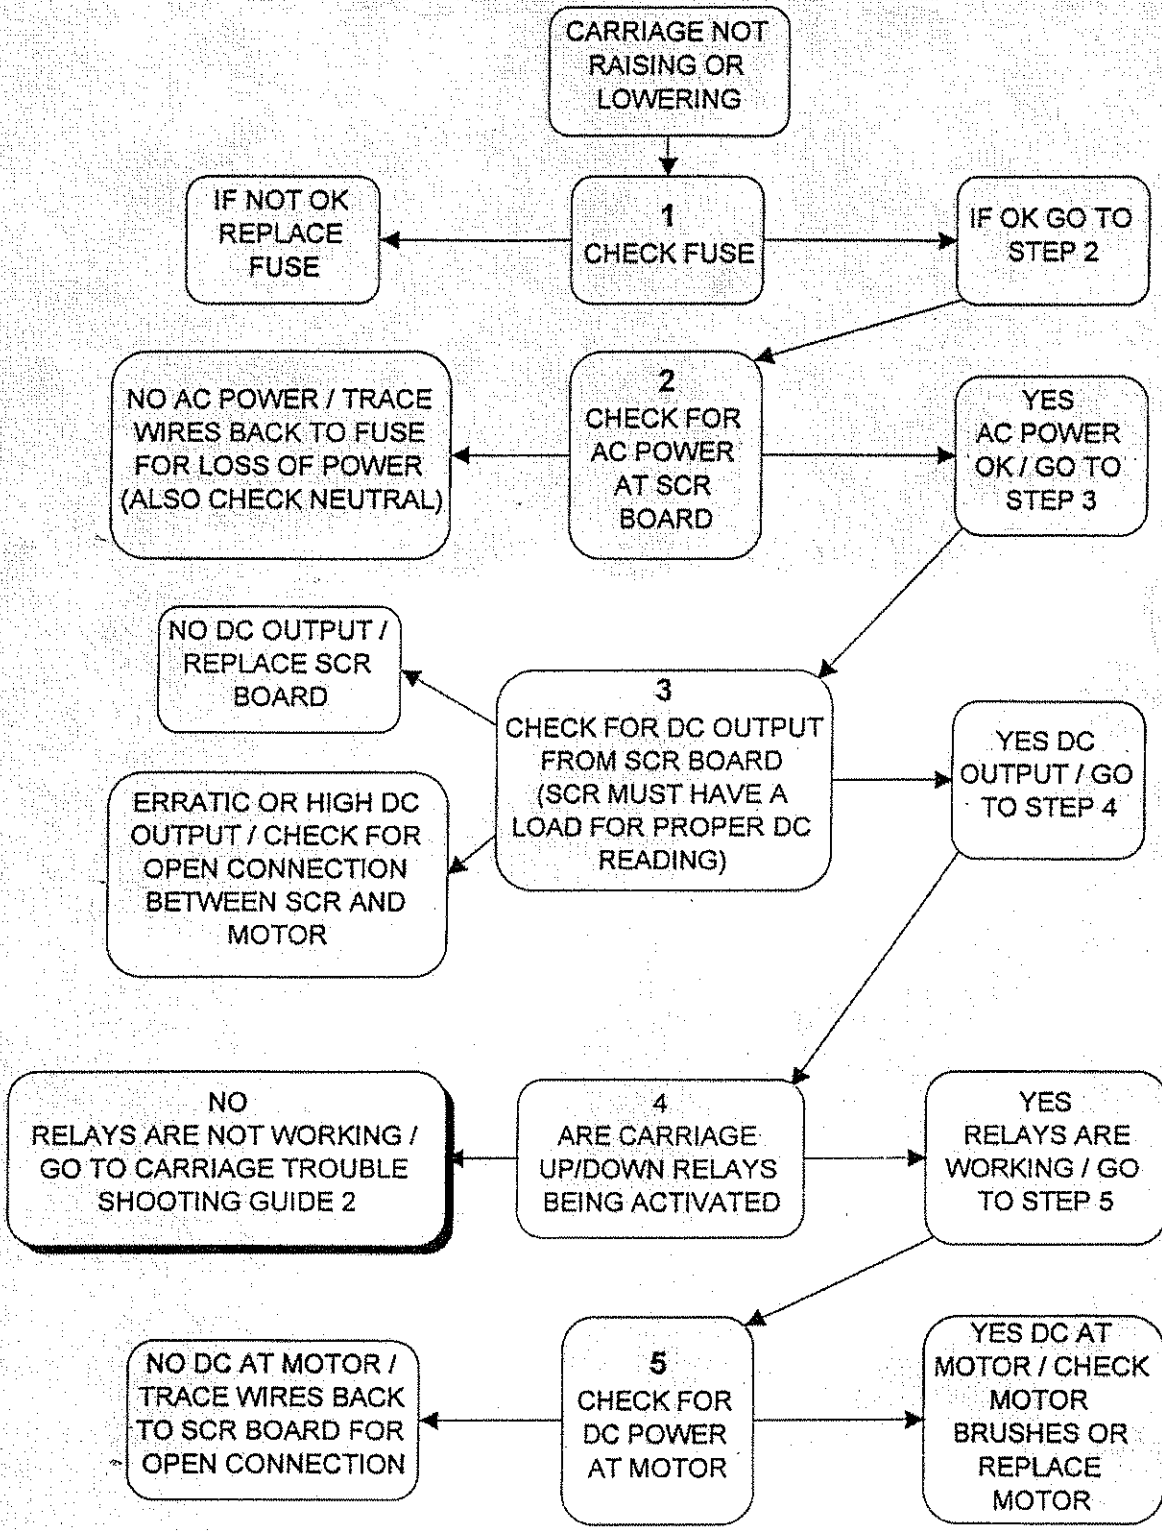 CARRIAGE NOT
RAISING OR
LOWERING
IF NOT OK
REPLACE
FUSE
1
CHECK FUSE
IF OK GO TO
STEP 2
NO AC POWER / TRACE
WIRES BACK TO FUSE
FOR LOSS OF POWER
(ALSO CHECK NEUTRAL)
2
CHECK FOR
AC POWER
AT SCR
BOARD
YES
AC POWER
OK / GO TO
STEP 3
NO DC OUTPUT /
REPLACE SCR
BOARD
ERRATIC OR HIGH DC
OUTPUT / CHECK FOR
OPEN CONNECTION
BETWEEN SCR AND
MOTOR
3
CHECK FOR DC OUTPUT
FROM SCR BOARD
(SCR MUST HAVE A
LOAD FOR PROPER DC
READING)
YES DC
OUTPUT / GO
TO STEP 4
NO
RELAYS ARE NOT WORKING /
GO TO CARRIAGE TROUBLE
SHOOTING GUIDE 2
4
ARE CARRIAGE
UP/DOWN RELAYS
BEING ACTIVATED
YES
RELAYS ARE
WORKING / GO
TO STEP 5
NO DC AT MOTOR /
TRACE WIRES BACK
TO SCR BOARD FOR
OPEN CONNECTION
5
CHECK FOR
DC POWER
AT MOTOR
YES DC AT
MOTOR / CHECK
MOTOR
BRUSHES OR
REPLACE
MOTOR